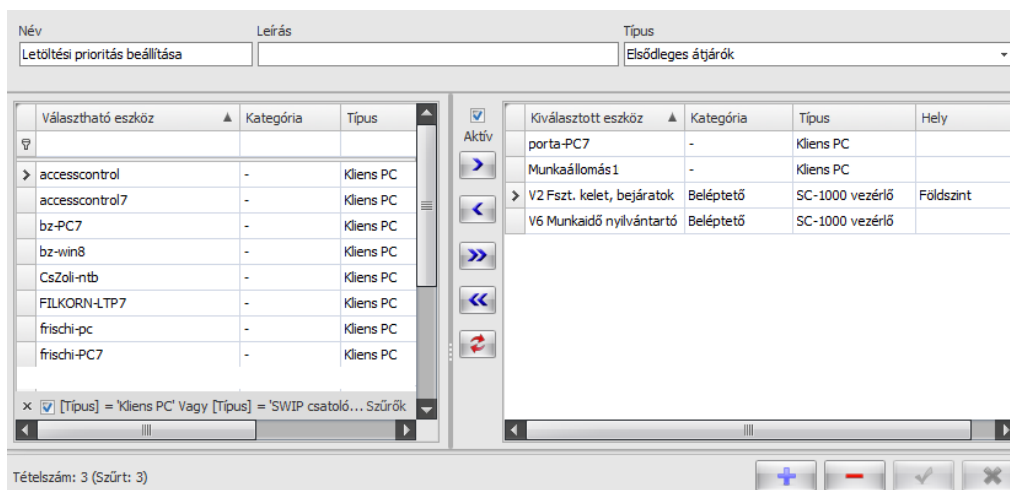 Név Leírás Típus
Letöltési prioritás beállítása Elsődleges átjárók
Választható eszköz Kategória Típus
accesscontrol - Kliens PC
accesscontrol7 - Kliens PC
bz-PC7 - Kliens PC
bz-win8 - Kliens PC
CsZoli-ntb - Kliens PC
FILKORN-LTP7 - Kliens PC
frischi-pc - Kliens PC
frischi-PC7 - Kliens PC
[Típus] = 'Kliens PC' Vagy [Típus] = 'SWIP csatoló... Szűrők
Aktív
Kiválasztott eszköz Kategória Típus Hely
porta-PC7 - Kliens PC
Munkaállomás1 - Kliens PC
V2 Fszt. kelet, bejáratok Beléptető SC-1000 vezérlő Földszint
V6 Munkaidő nyilvántartó Beléptető SC-1000 vezérlő
Tételszám: 3 (Szűrt: 3)